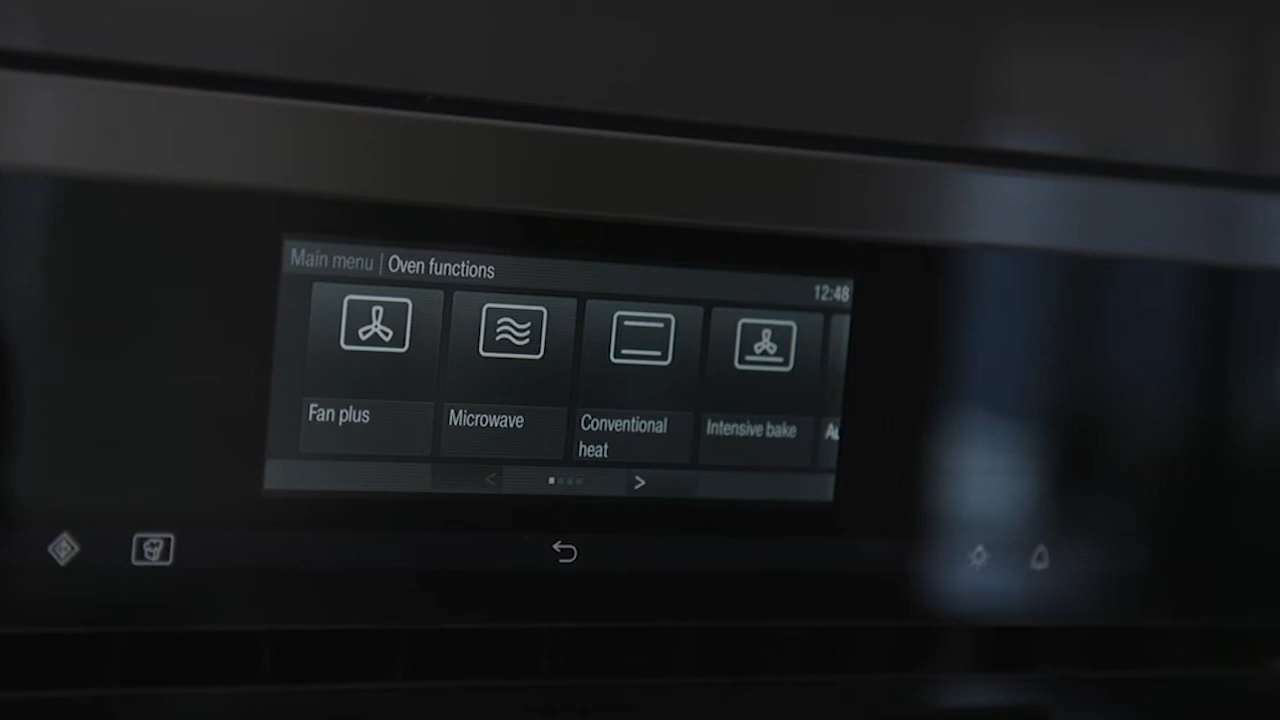 Main menu | Oven functions
12:48
Fan plus
Microwave
Conventional
heat
Intensive bake